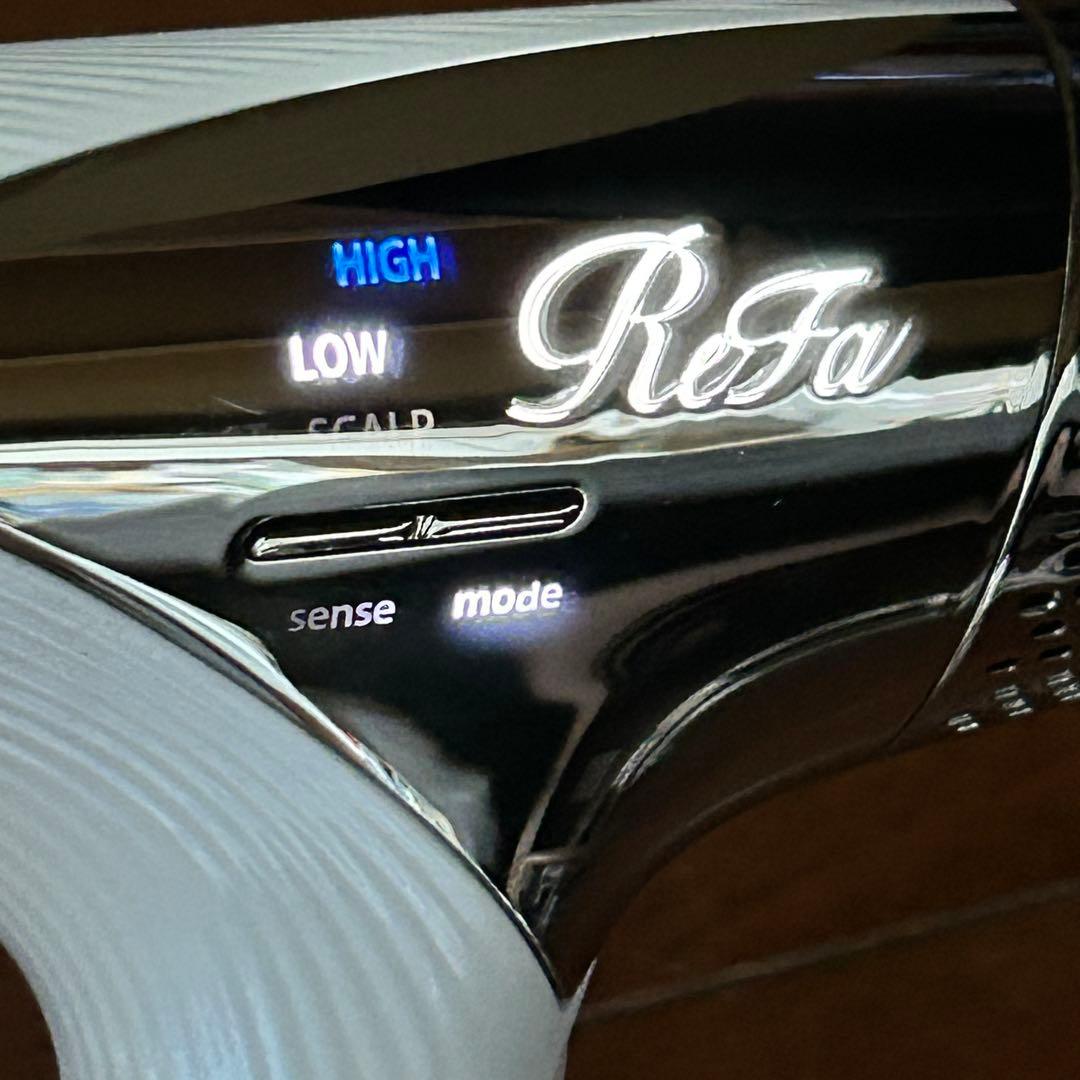 HIGH
LOW
SCALP
ReFa
sense mode